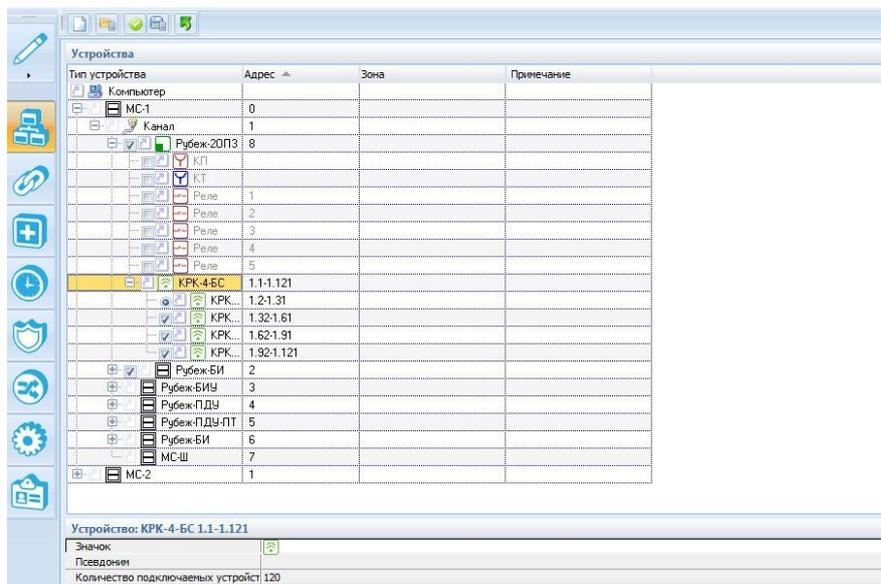 Устройства
Тип устройства Адрес Зона Примечание
Компьютер
МС-1 0
Канал 1
Рубеж-2ОПЗ 8
КП
КТ
Реле 1
Реле 2
Реле 3
Реле 4
Реле 5
КРК-4-БС 1.1-1.121
КРК... 1.2-1.31
КРК... 1.32-1.61
КРК... 1.62-1.91
КРК... 1.92-1.121
Рубеж-БИ 2
Рубеж-БИУ 3
Рубеж-ПДУ 4
Рубеж-ПДУ-ПТ 5
Рубеж-БИ 6
МС-Ш 7
МС-2 1
Устройство: КРК-4-БС 1.1-1.121
Значок
Псевдоним
Количество подключаемых устройст 120